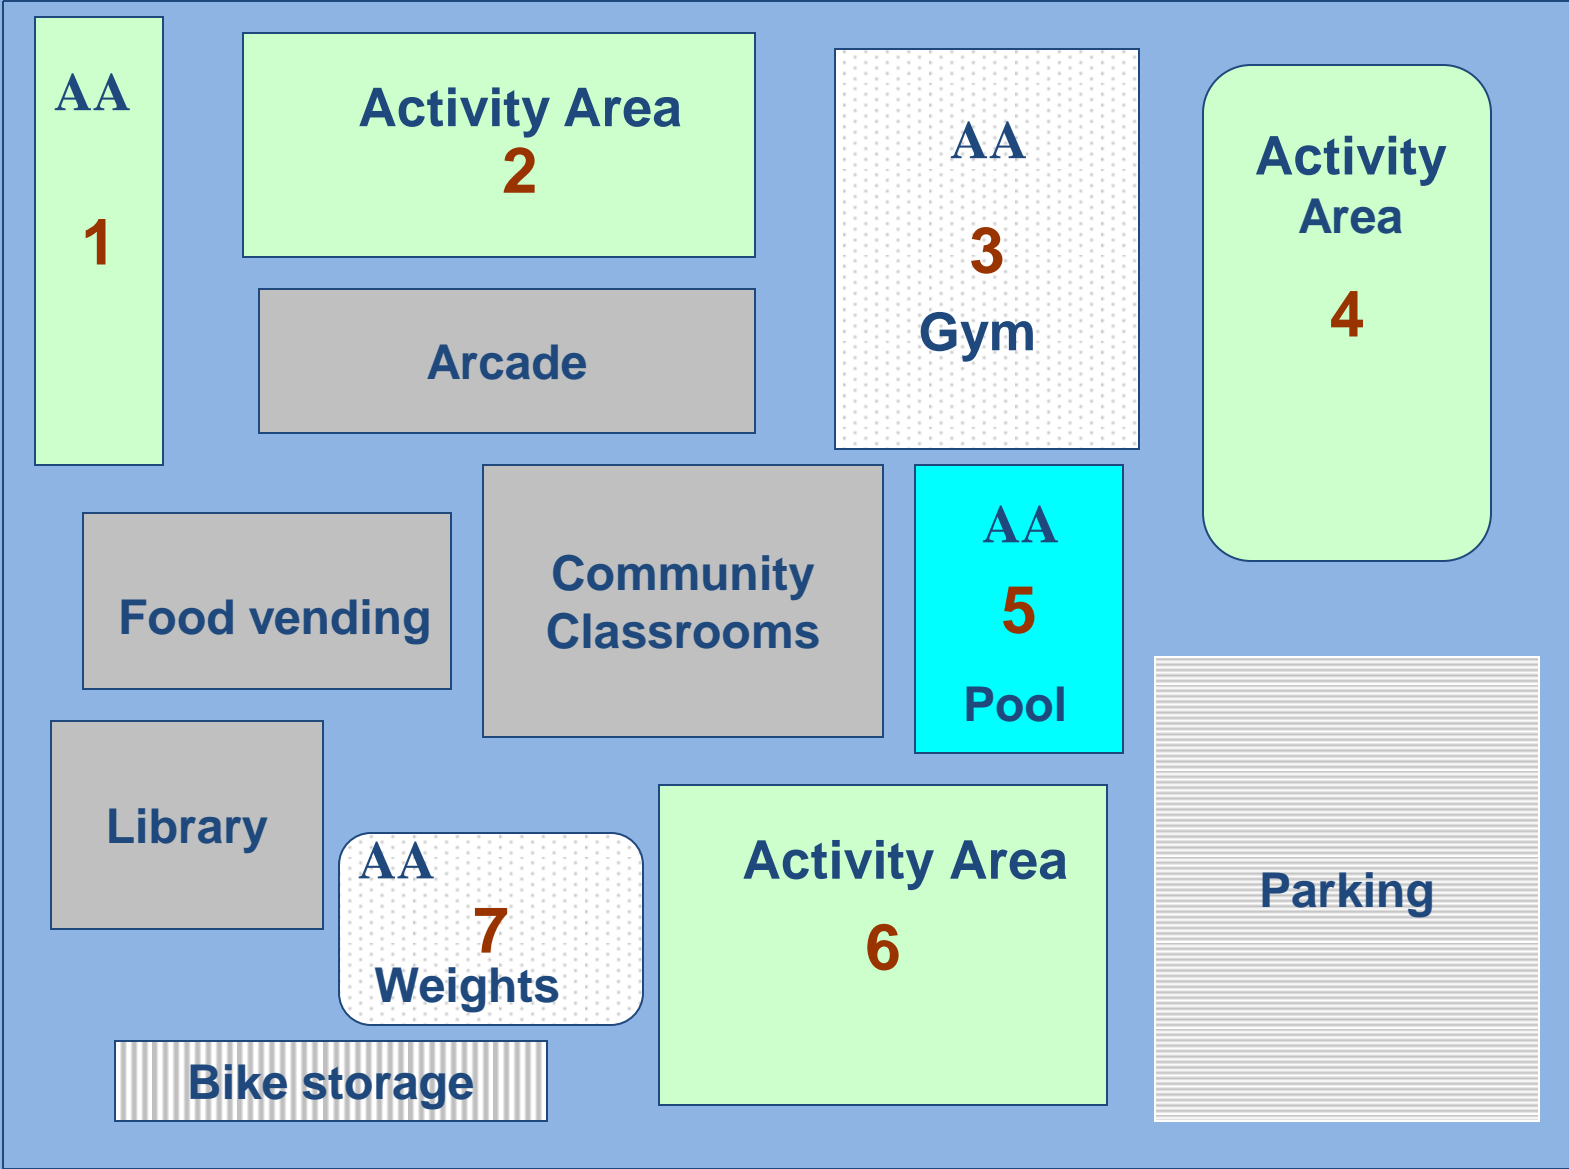 AA
1
Activity Area
2
AA
3
Gym
Activity
Area
4
Arcade
Food vending
Community
Classrooms
AA
5
Pool
Library
AA
7
Weights
Activity Area
6
Parking
Bike storage